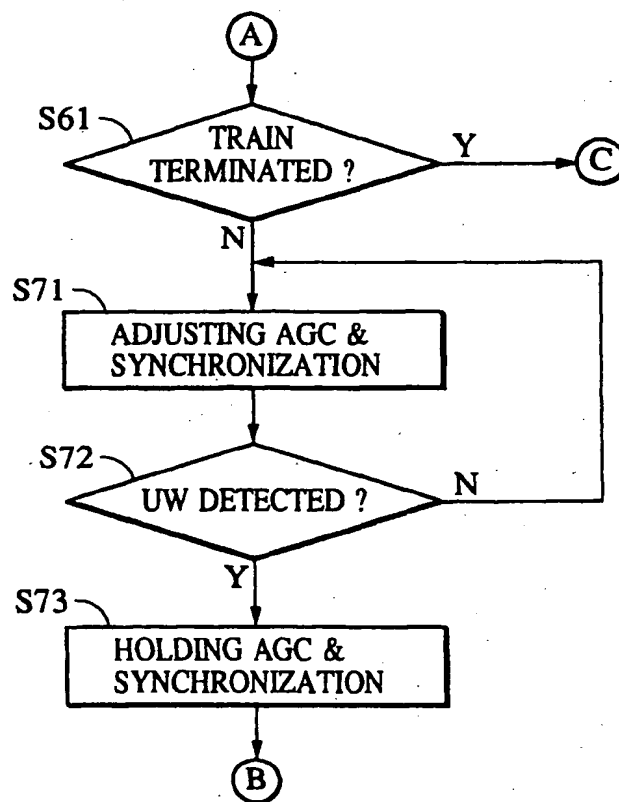 A
S61
TRAIN
TERMINATED ?
Y
C
N
S71
ADJUSTING AGC &
SYNCHRONIZATION
S72
UW DETECTED ?
N
Y
S73
HOLDING AGC &
SYNCHRONIZATION
B